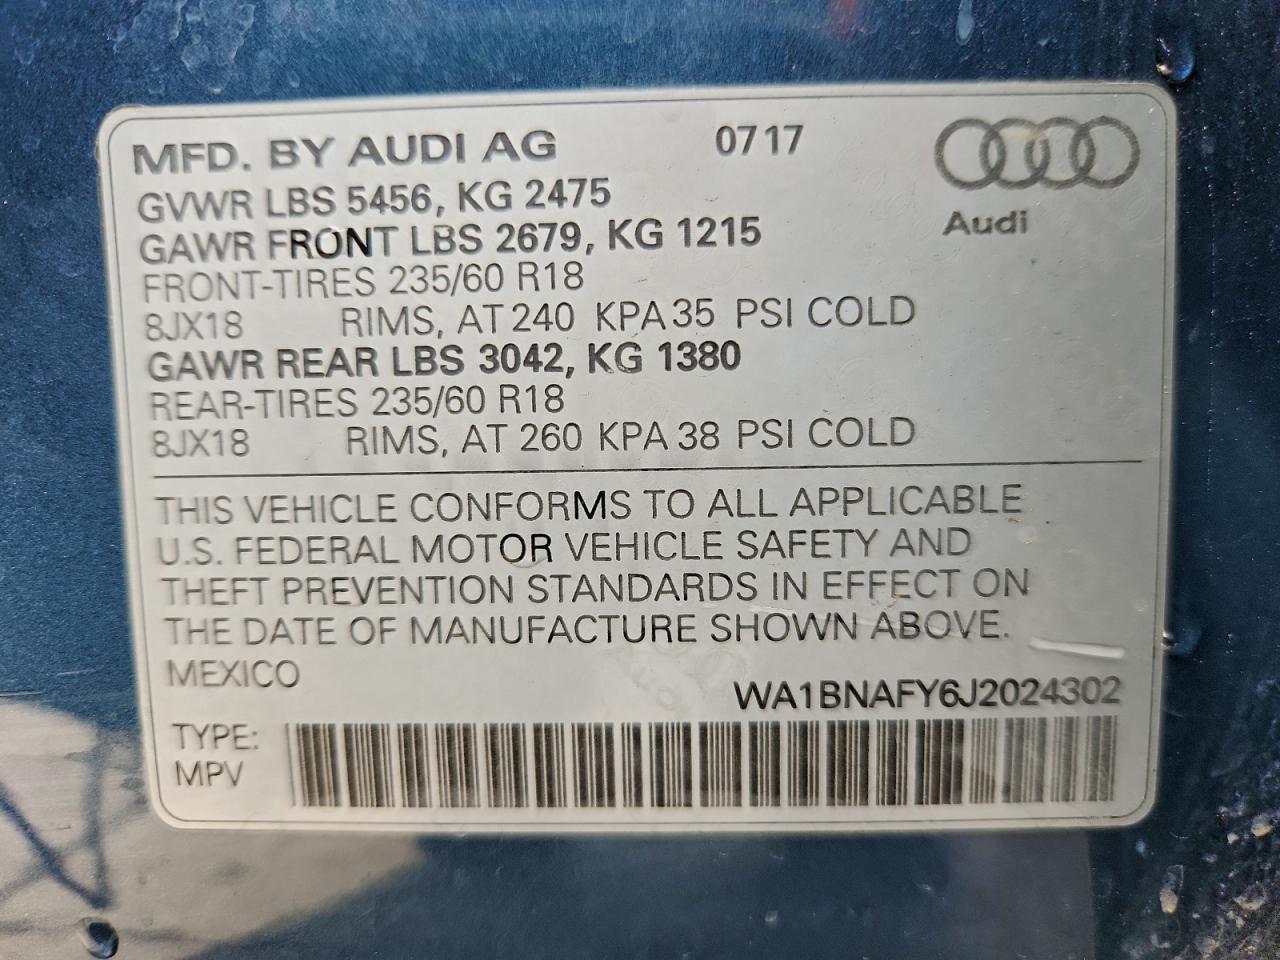 MFD. BY AUDI AG 0717
GVWR LBS 5456, KG 2475
GAWR FRONT LBS 2679, KG 1215
Audi
FRONT-TIRES 235/60 R18
8JX18 RIMS, AT 240 KPA 35 PSI COLD
GAWR REAR LBS 3042, KG 1380
REAR-TIRES 235/60 R18
8JX18 RIMS, AT 260 KPA 38 PSI COLD
THIS VEHICLE CONFORMS TO ALL APPLICABLE
U.S. FEDERAL MOTOR VEHICLE SAFETY AND
THEFT PREVENTION STANDARDS IN EFFECT ON
THE DATE OF MANUFACTURE SHOWN ABOVE.
MEXICO
WA1BNAFY6J2024302
TYPE:
MPV